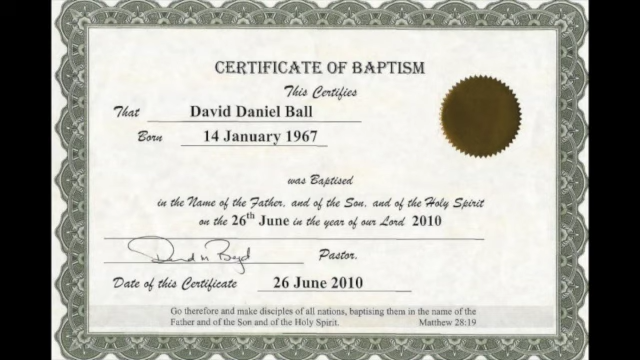 CERTIFICATE OF BAPTISM
This Certifies
That David Daniel Ball
Born 14 January 1967
was Baptised
in the Name of the Father, and of the Son, and of the Holy Spirit
on the 26th June in the year of our Lord 2010
Pastor.
Date of this Certificate 26 June 2010
Go therefore and make disciples of all nations, baptising them in the name of the
Father and of the Son and of the Holy Spirit. Matthew 28:19